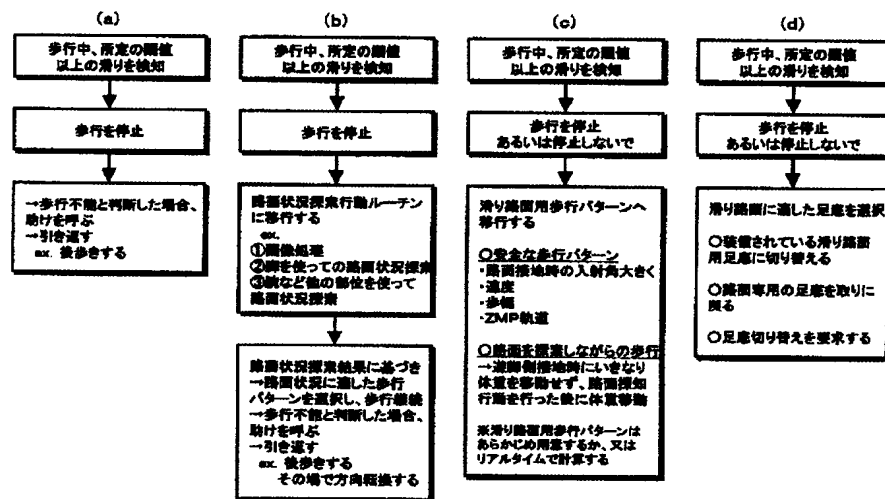 (a)
歩行中、所定の閾値
以上の滑りを検知
歩行を停止
→歩行不能と判断した場合、
助けを呼ぶ
→引き返す
ex. 後歩きする
(b)
歩行中、所定の閾値
以上の滑りを検知
歩行を停止
路面状況探索行動ルーチン
に移行する
ex.
①画像処理
②脚を使っての路面状況探索
③腕など他の部位を使って
路面状況探索
路面状況探索結果に基づき
→路面状況に適した歩行
パターンを選択し、歩行継続
→歩行不能と判断した場合、
助けを呼ぶ
→引き返す
ex. 後歩きする
その場で方向転換する
(c)
歩行中、所定の閾値
以上の滑りを検知
歩行を停止
あるいは停止しないで
滑り路面用歩行パターンへ
移行する
○安全な歩行パターン
・路面接地時の入射角大きく
・速度
・歩幅
・ZMP軌道
○路面を探索しながらの歩行
→遊脚側接地時にいきなり
体重を移動せず、路面探知
行動を行った後に体重移動
※滑り路面用歩行パターンは
あらかじめ用意するか、又は
リアルタイムで計算する
(d)
歩行中、所定の閾値
以上の滑りを検知
歩行を停止
あるいは停止しないで
滑り路面に適した足底を選択
○装備されている滑り路面
用足底に切り替える
○路面専用の足底を取りに
戻る
○足底切り替えを要求する